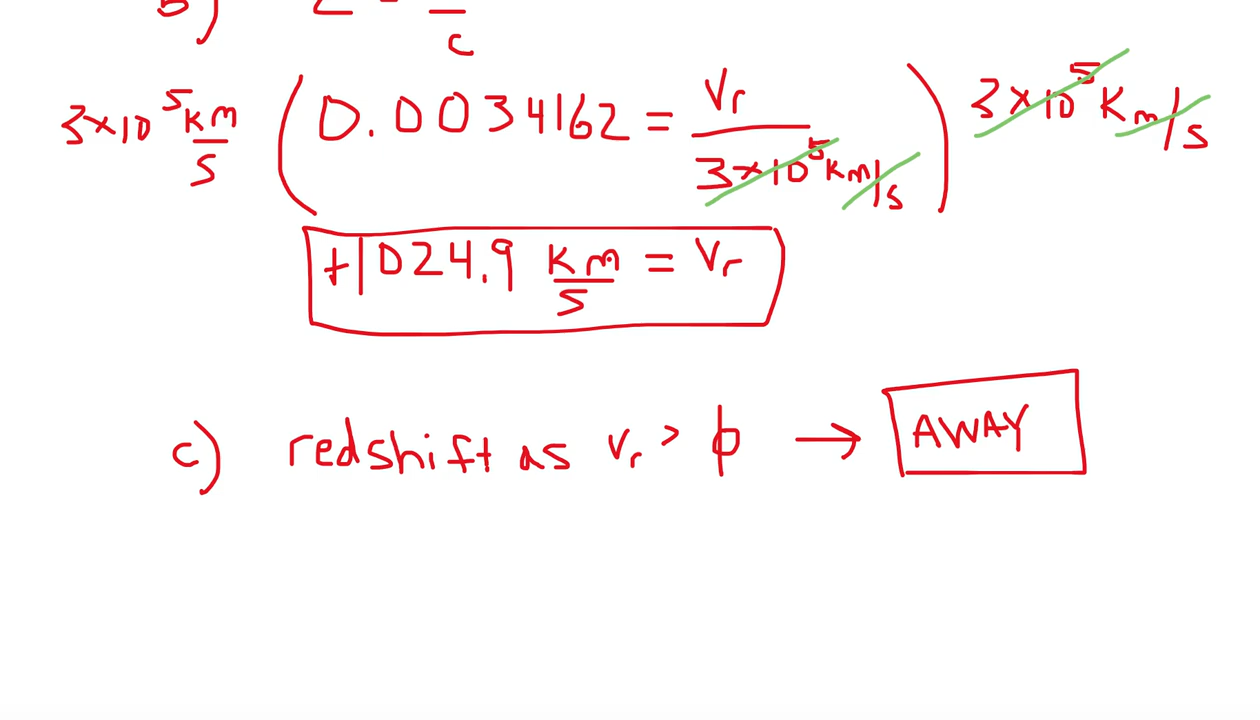 b) z = — c
3×10⁵ km/s ( 0.0034162 = Vr / 3×10⁵ km/s ) 3×10⁵ Km/s
+1024.9 Km/s = Vr
c) redshift as Vr > ϕ → AWAY